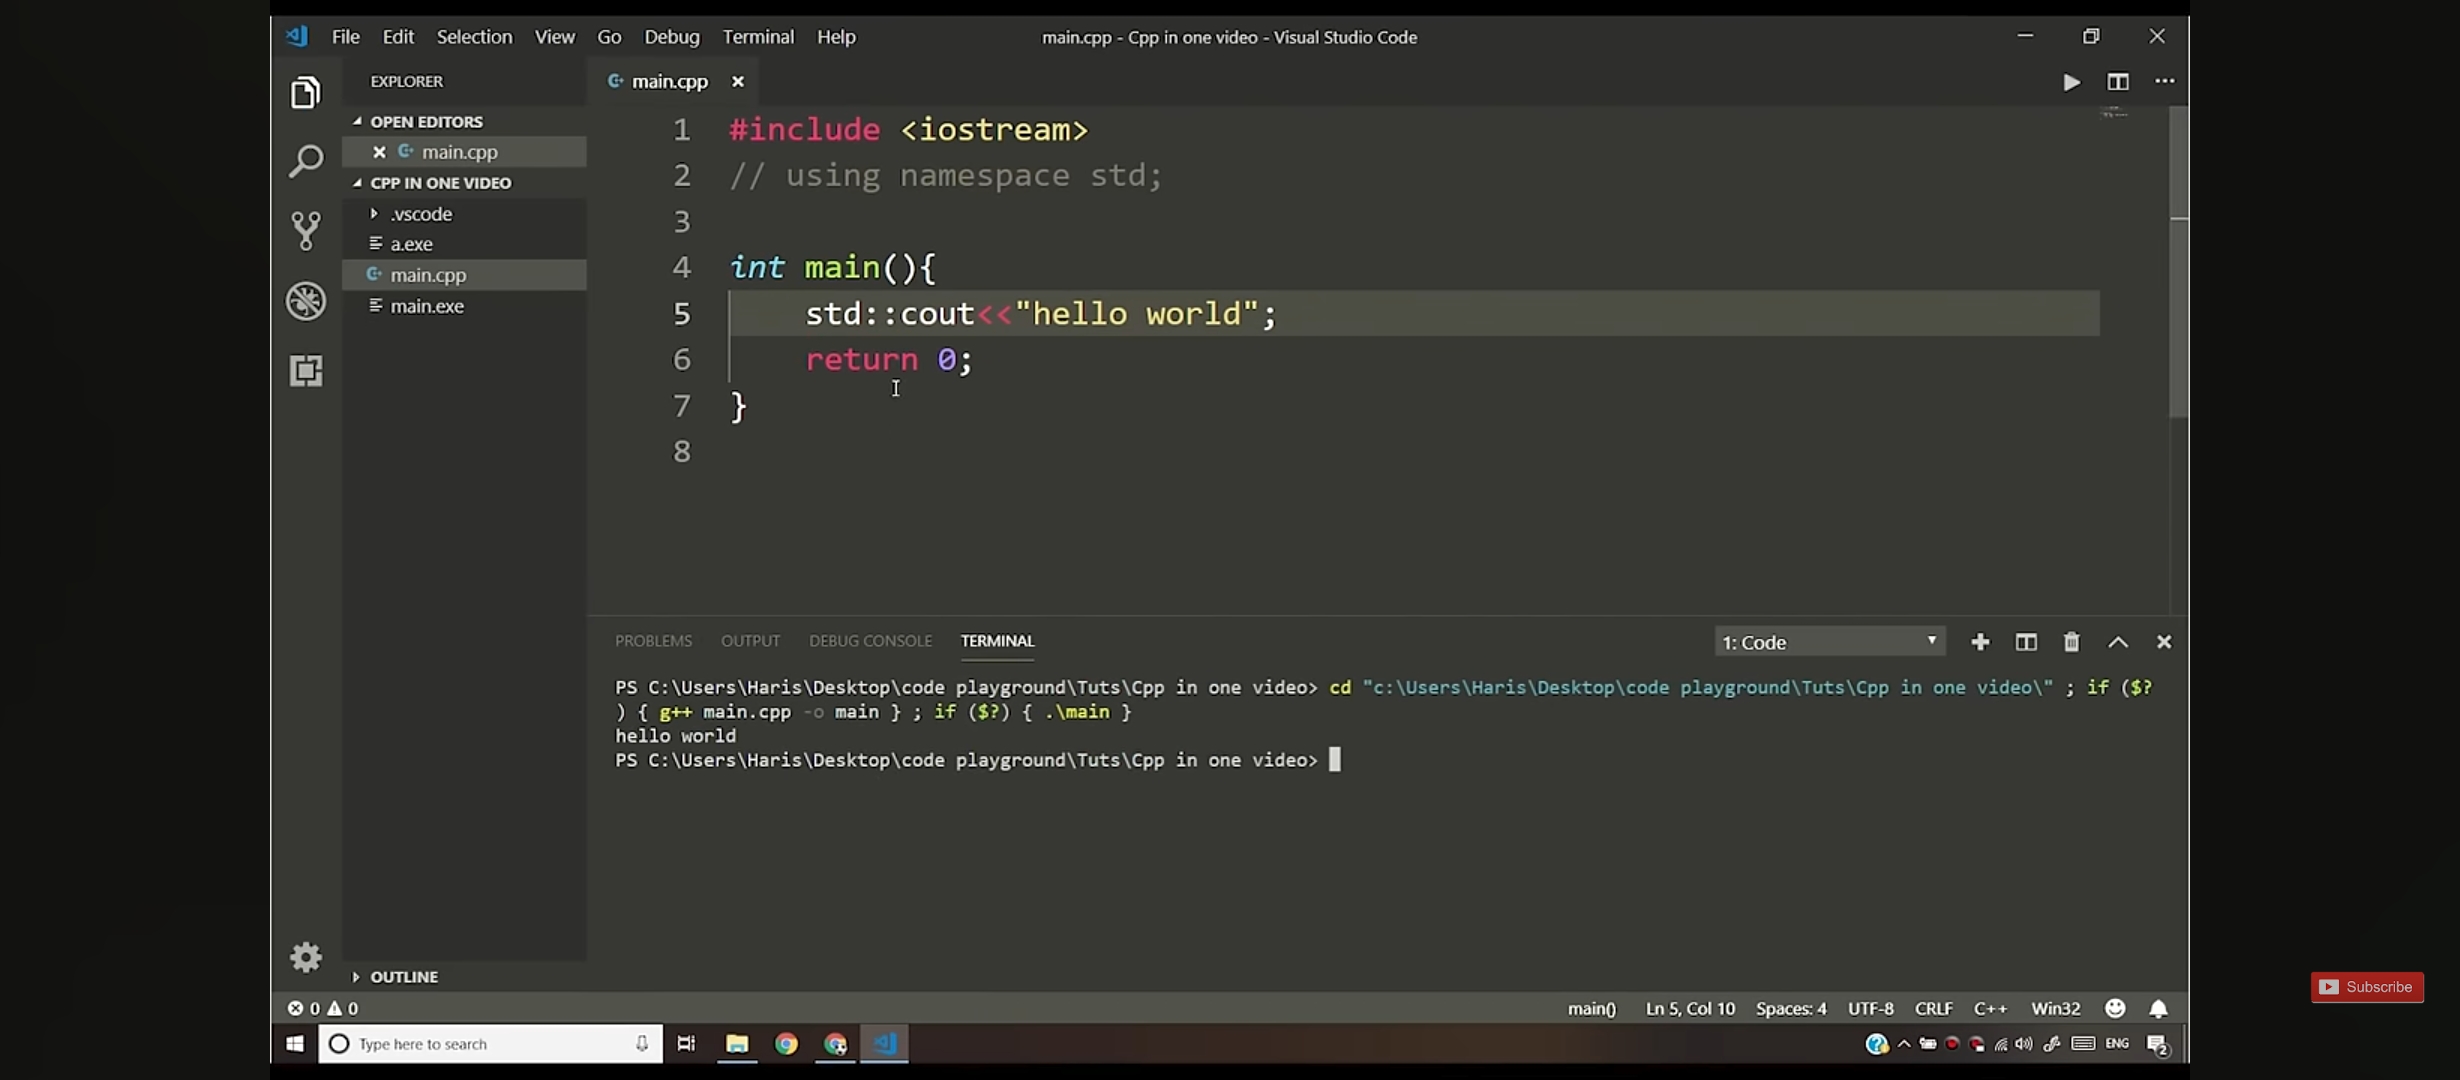 File Edit Selection View Go Debug Terminal Help
main.cpp - Cpp in one video - Visual Studio Code
EXPLORER
main.cpp
OPEN EDITORS
main.cpp
CPP IN ONE VIDEO
.vscode
a.exe
main.cpp
main.exe
OUTLINE
1 #include <iostream>
2 // using namespace std;
3
4 int main(){
5 std::cout<<"hello world";
6 return 0;
7 }
8
PROBLEMS OUTPUT DEBUG CONSOLE TERMINAL
1: Code
PS C:\Users\Haris\Desktop\code playground\Tuts\Cpp in one video> cd "c:\Users\Haris\Desktop\code playground\Tuts\Cpp in one video\" ; if ($?
) { g++ main.cpp -o main } ; if ($?) { .\main }
hello world
PS C:\Users\Haris\Desktop\code playground\Tuts\Cpp in one video>
0 0
main() Ln 5, Col 10 Spaces: 4 UTF-8 CRLF C++ Win32
Type here to search
ENG
2
Subscribe